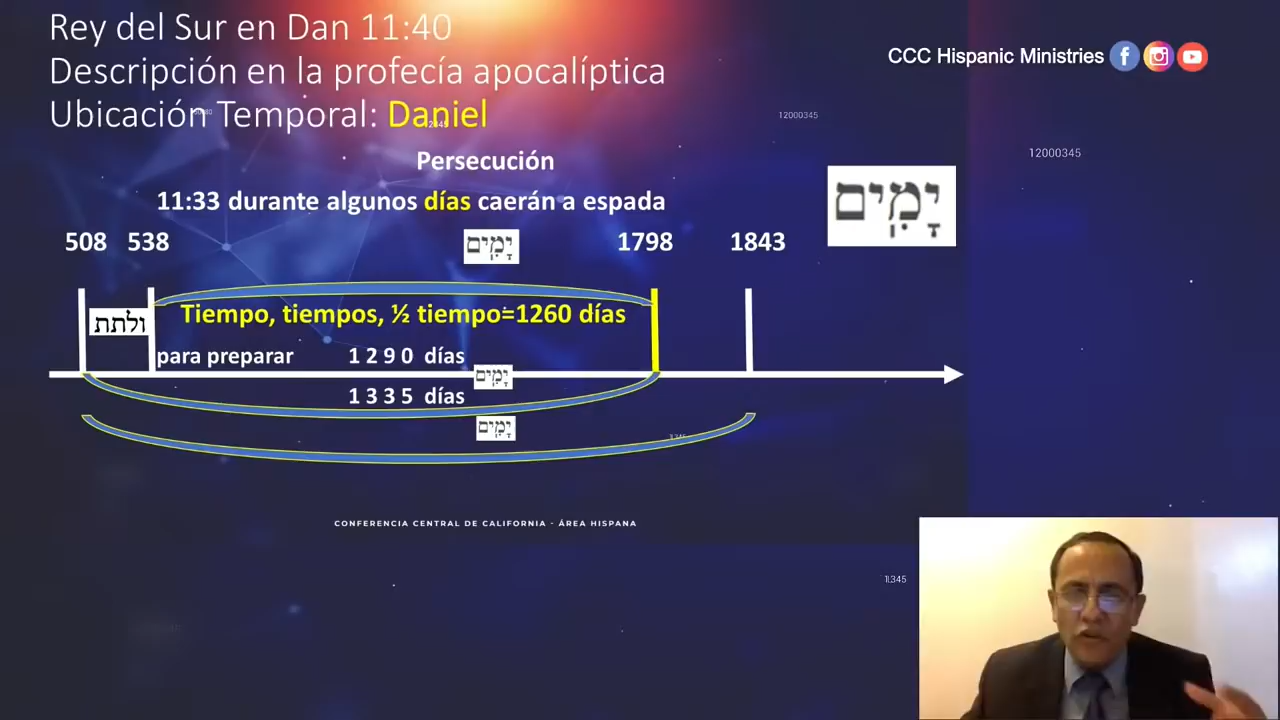 Rey del Sur en Dan 11:40
Descripción en la profecía apocalíptica
CCC Hispanic Ministries
Ubicación Temporal: Daniel
12000345
12000345
Persecución
11:33 durante algunos días caerán a espada
יָמִים
508 538 יָמִים 1798 1843
Tiempo, tiempos, ½ tiempo=1260 días
ולתת
para preparar 1 2 9 0 días
יָמִים
1 3 3 5 días
יָמִים
CONFERENCIA CENTRAL DE CALIFORNIA - ÁREA HISPANA